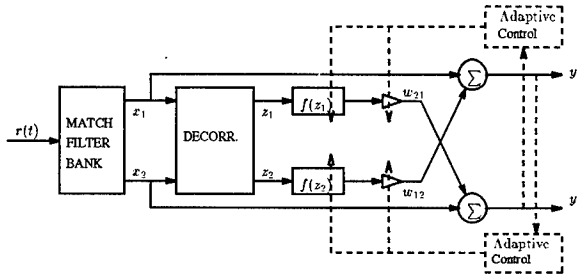 Adaptive
Control
y
w21
x1
z1
f(z1)
r(t)
MATCH
FILTER
BANK
DECORR.
Σ
x2
z2
f(z2)
w12
Σ
y
Adaptive
Control